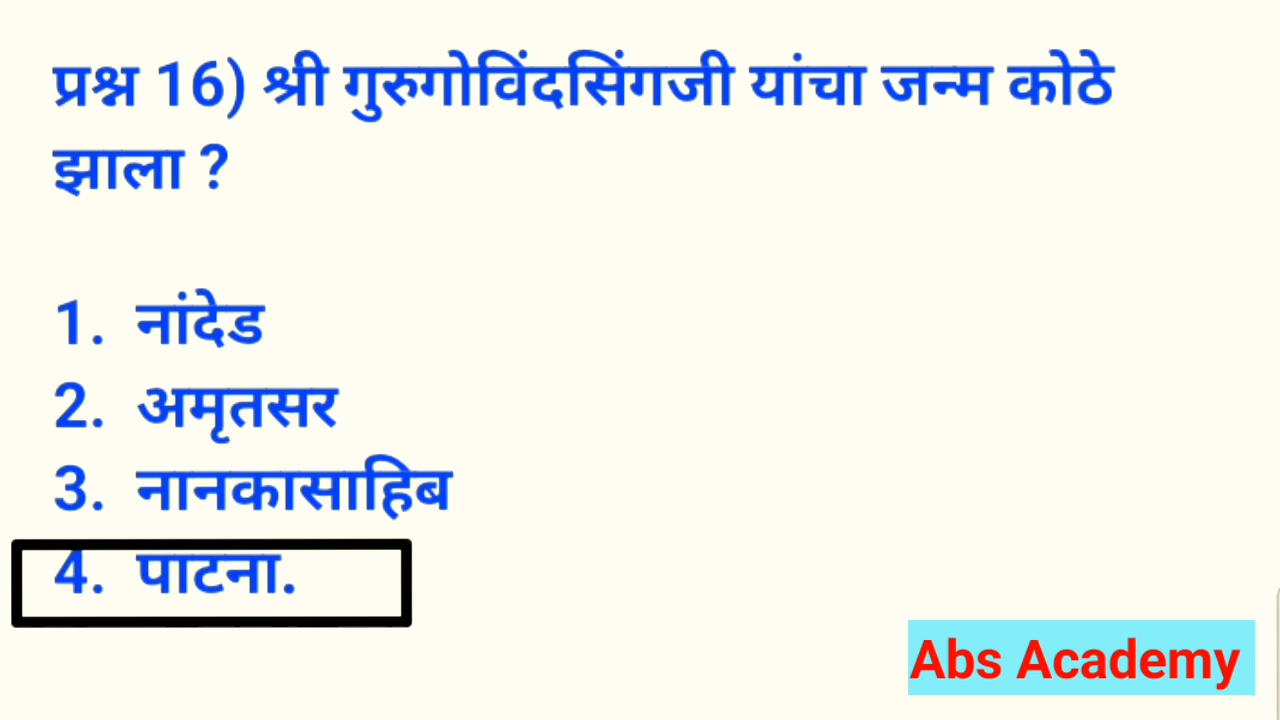 प्रश्न 16) श्री गुरुगोविंदसिंगजी यांचा जन्म कोठे
झाला ?
1. नांदेड
2. अमृतसर
3. नानकासाहिब
4. पाटना.
Abs Academy